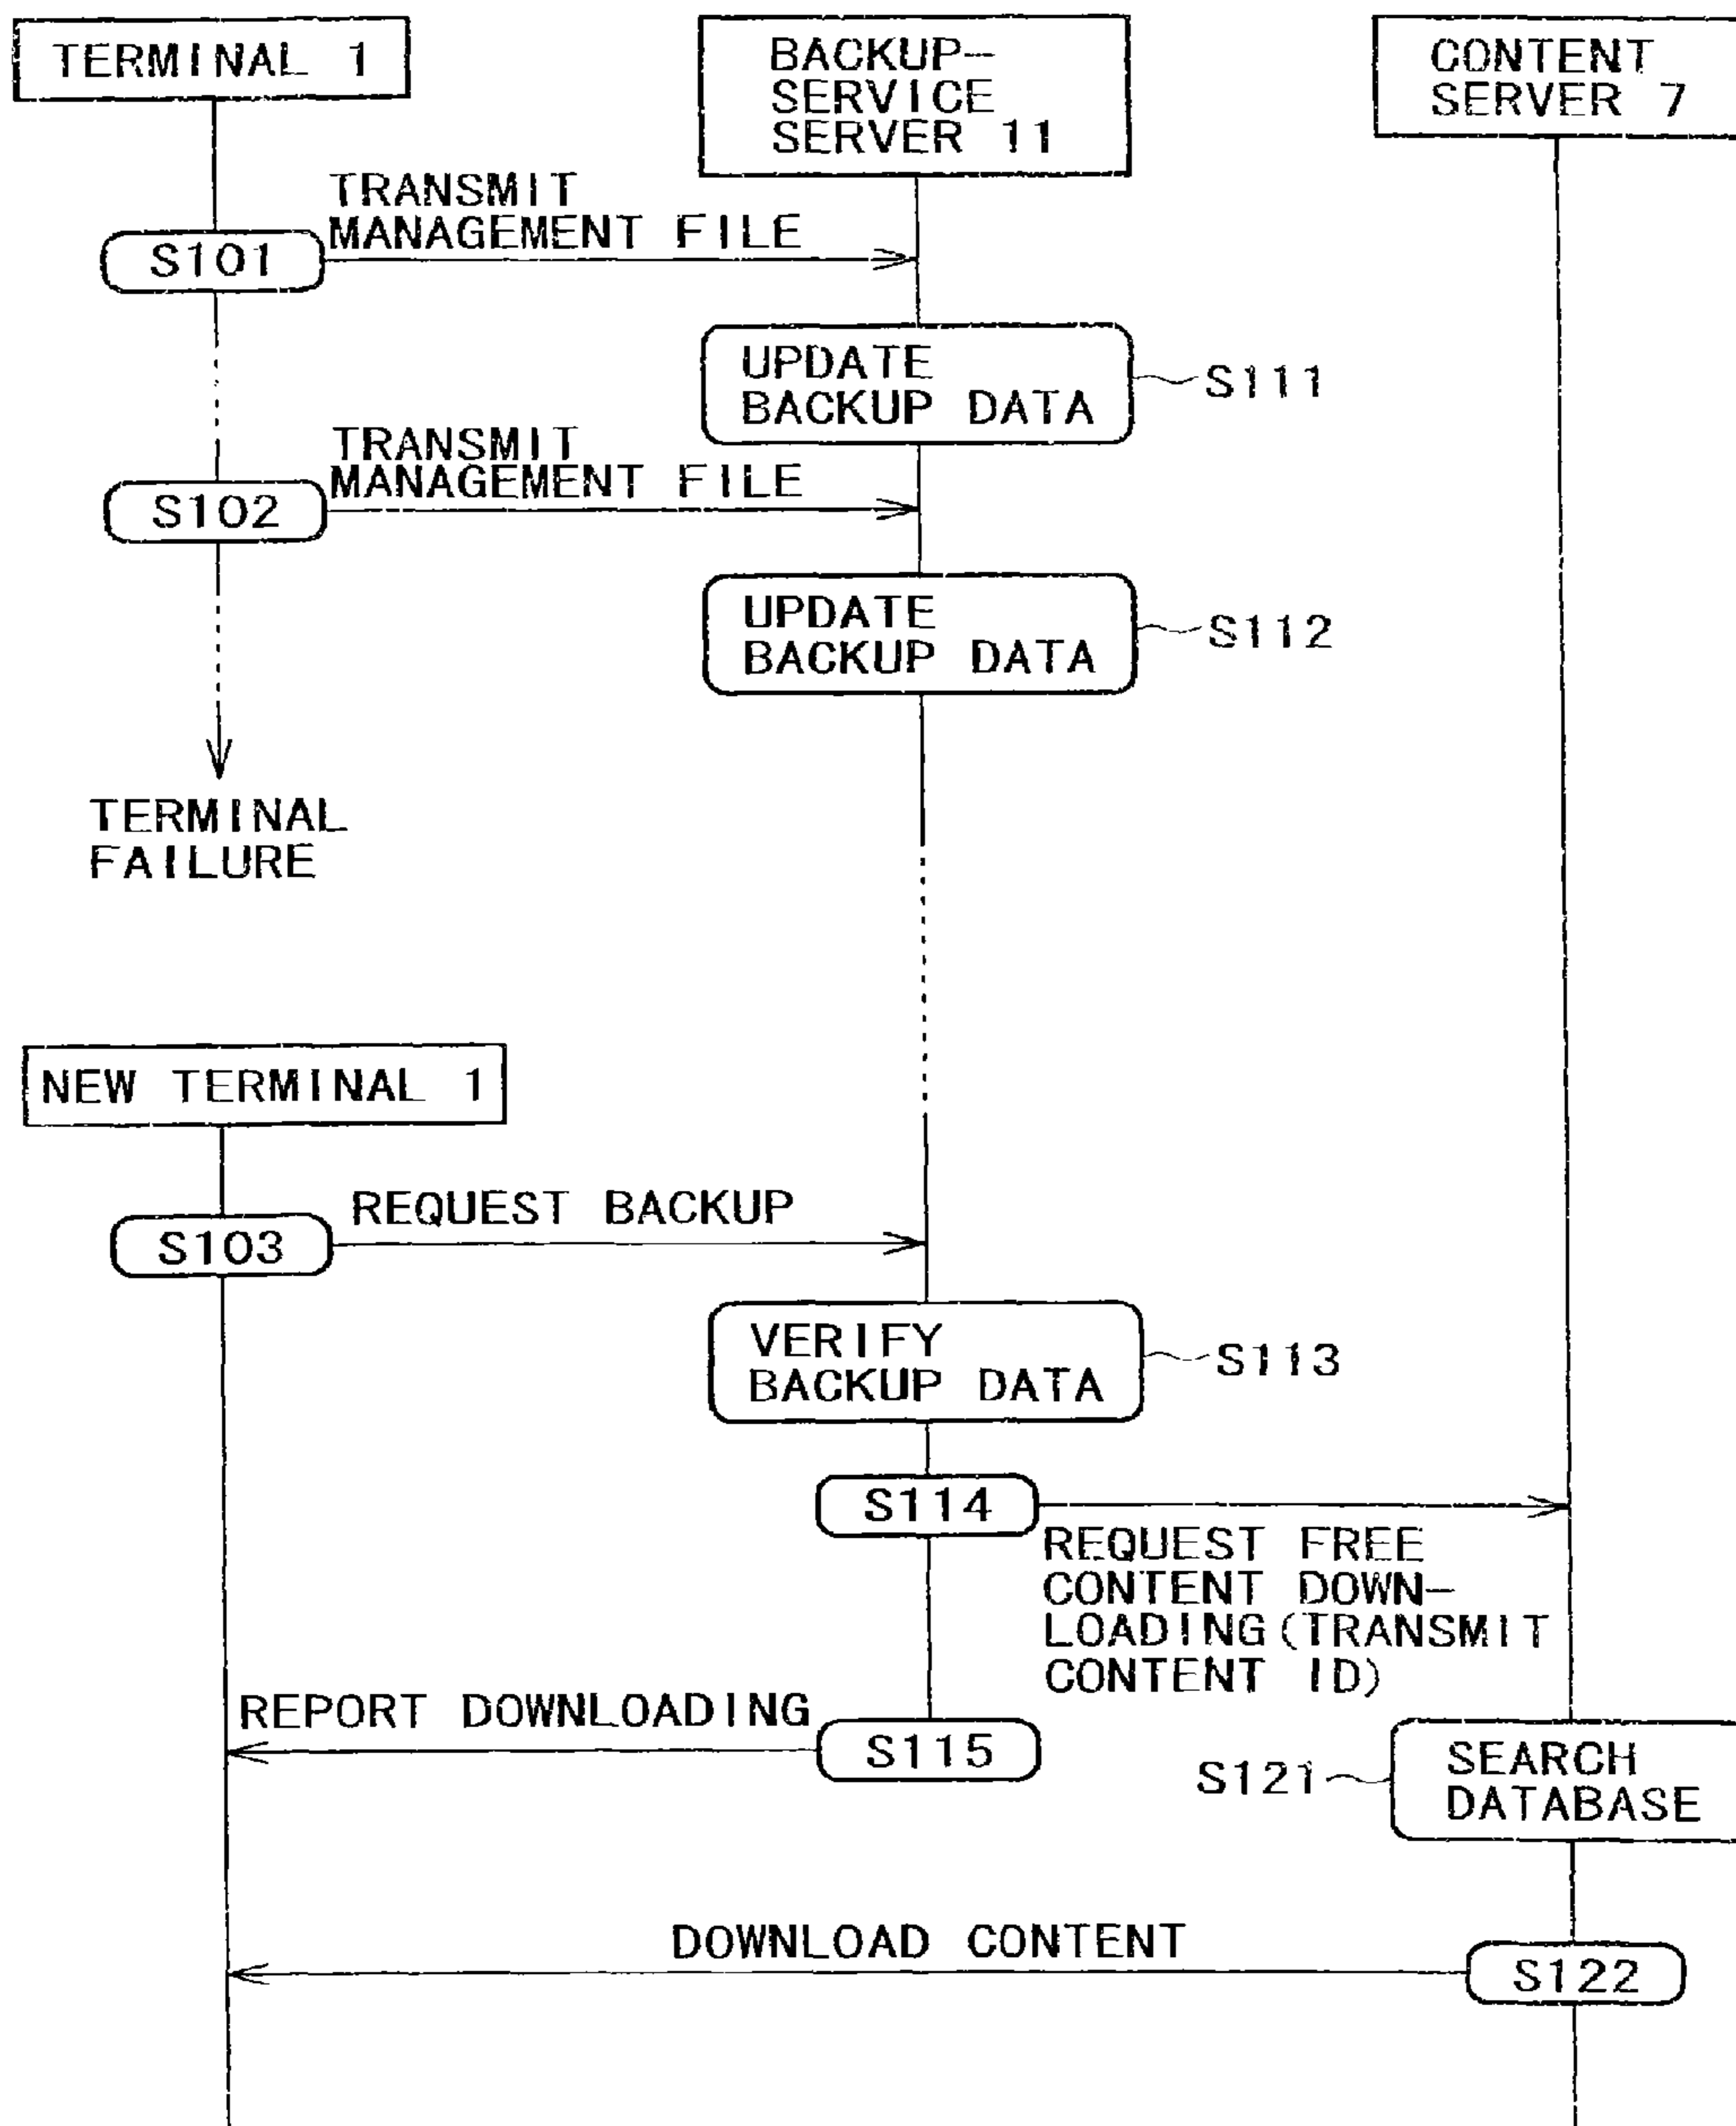 TERMINAL 1
BACKUP-
SERVICE
SERVER 11
CONTENT
SERVER 7
TRANSMIT
MANAGEMENT FILE
S101
UPDATE
BACKUP DATA
S111
TRANSMIT
MANAGEMENT FILE
S102
UPDATE
BACKUP DATA
S112
TERMINAL
FAILURE
NEW TERMINAL 1
REQUEST BACKUP
S103
VERIFY
BACKUP DATA
S113
S114
REQUEST FREE
CONTENT DOWN-
LOADING(TRANSMIT
CONTENT ID)
REPORT DOWNLOADING
S115
S121
SEARCH
DATABASE
DOWNLOAD CONTENT
S122